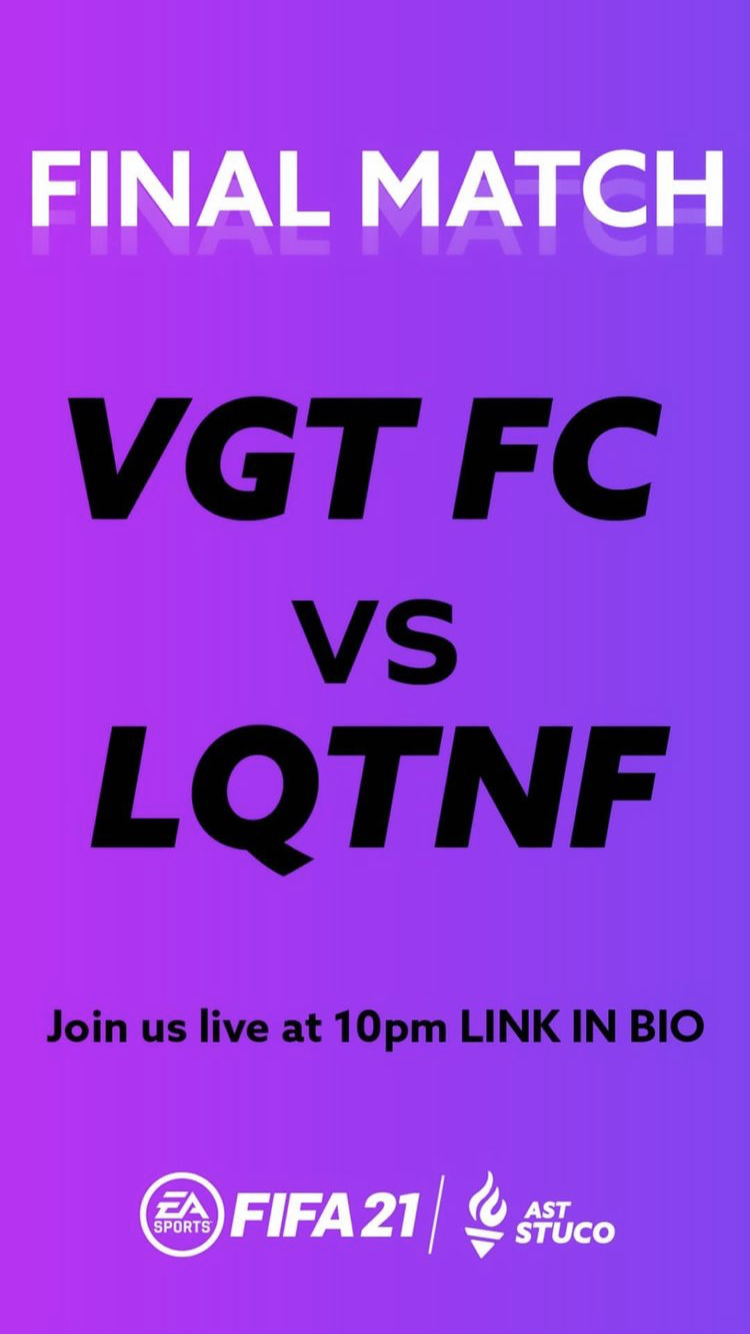 FINAL MATCH
VGT FC
VS
LQTNF
Join us live at 10pm LINK IN BIO
EA
SPORTS
FIFA 21
AST
STUCO